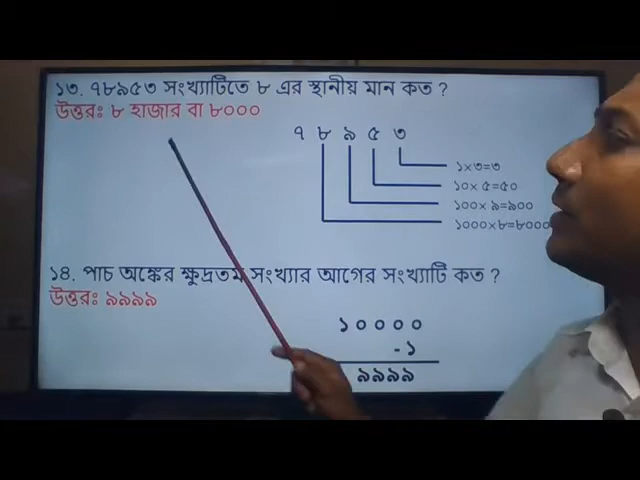 ১৩. ৭৮৯৫৩ সংখ্যাটিতে ৮ এর স্থানীয় মান কত ?
উত্তরঃ ৮ হাজার বা ৮০০০
৭ ৮ ৯ ৫ ৩
১×৩=৩
১০× ৫=৫০
১০০× ৯=৯০০
১০০০×৮=৮০০০
১৪. পাচ অঙ্কের ক্ষুদ্রতম সংখ্যার আগের সংখ্যাটি কত ?
উত্তরঃ ৯৯৯৯
১০০০০
-১
৯৯৯৯